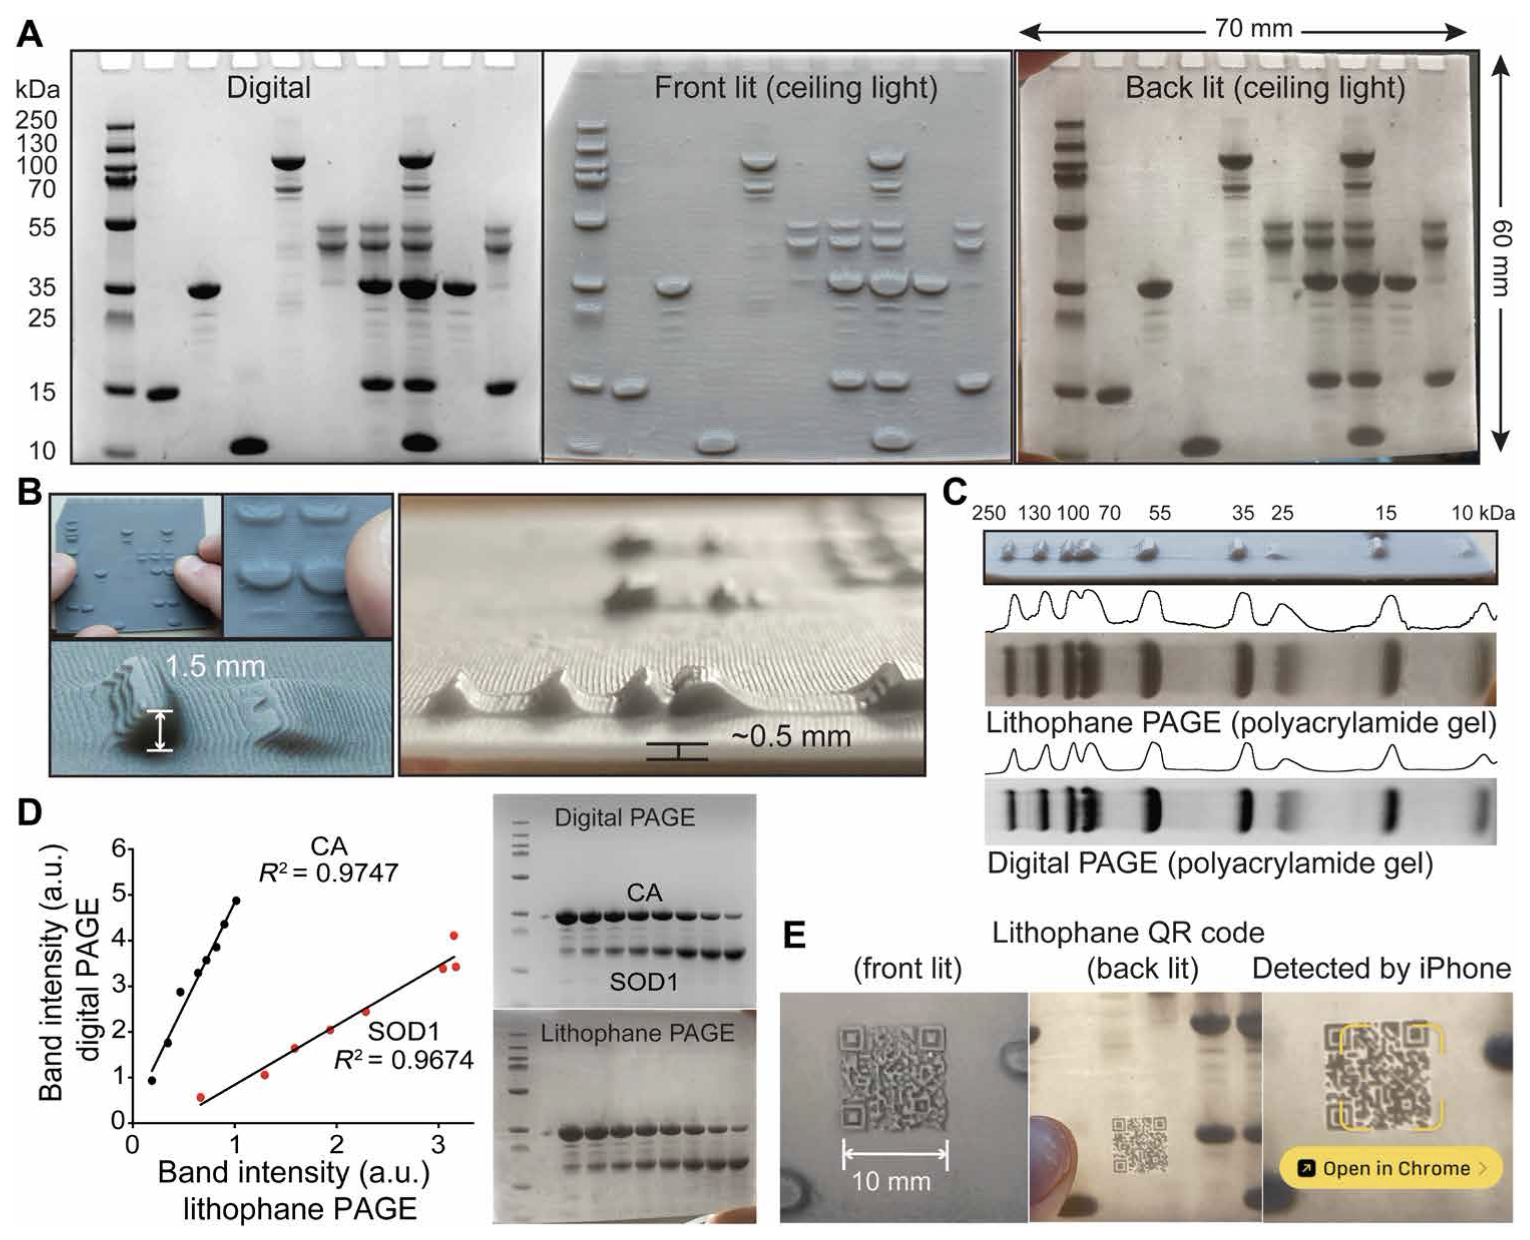 A
70 mm
Digital
Front lit (ceiling light)
Back lit (ceiling light)
kDa
250
130
100
70
55
35
25
15
10
60 mm
B
1.5 mm
~0.5 mm
C
250 130 100 70 55 35 25 15 10 kDa
Lithophane PAGE (polyacrylamide gel)
Digital PAGE (polyacrylamide gel)
D
Band intensity (a.u.)
digital PAGE
6
5
4
3
2
1
0
CA
R² = 0.9747
SOD1
R² = 0.9674
0 1 2 3
Band intensity (a.u.)
lithophane PAGE
Digital PAGE
CA
SOD1
Lithophane PAGE
E
Lithophane QR code
(front lit)
(back lit)
Detected by iPhone
10 mm
Open in Chrome